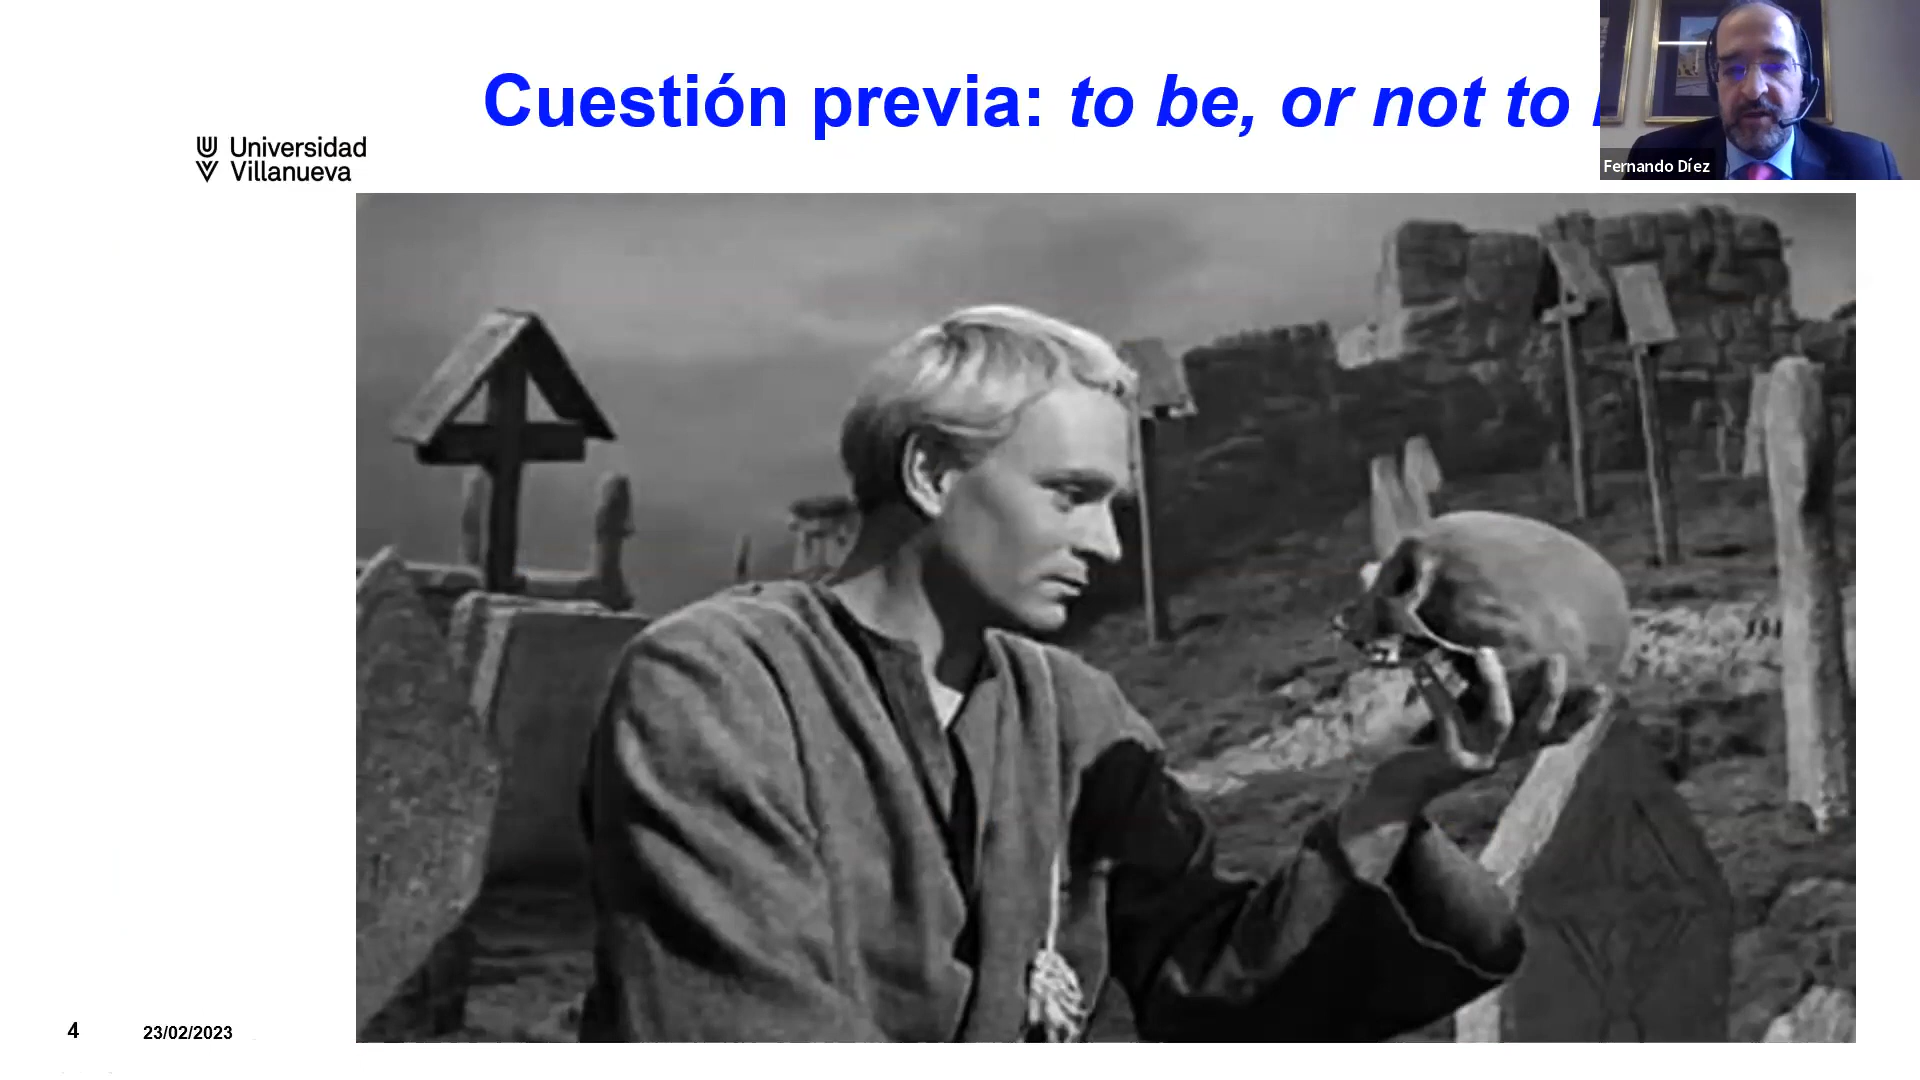 Cuestión previa: to be, or not to
Universidad
Villanueva
Fernando Díez
4
23/02/2023